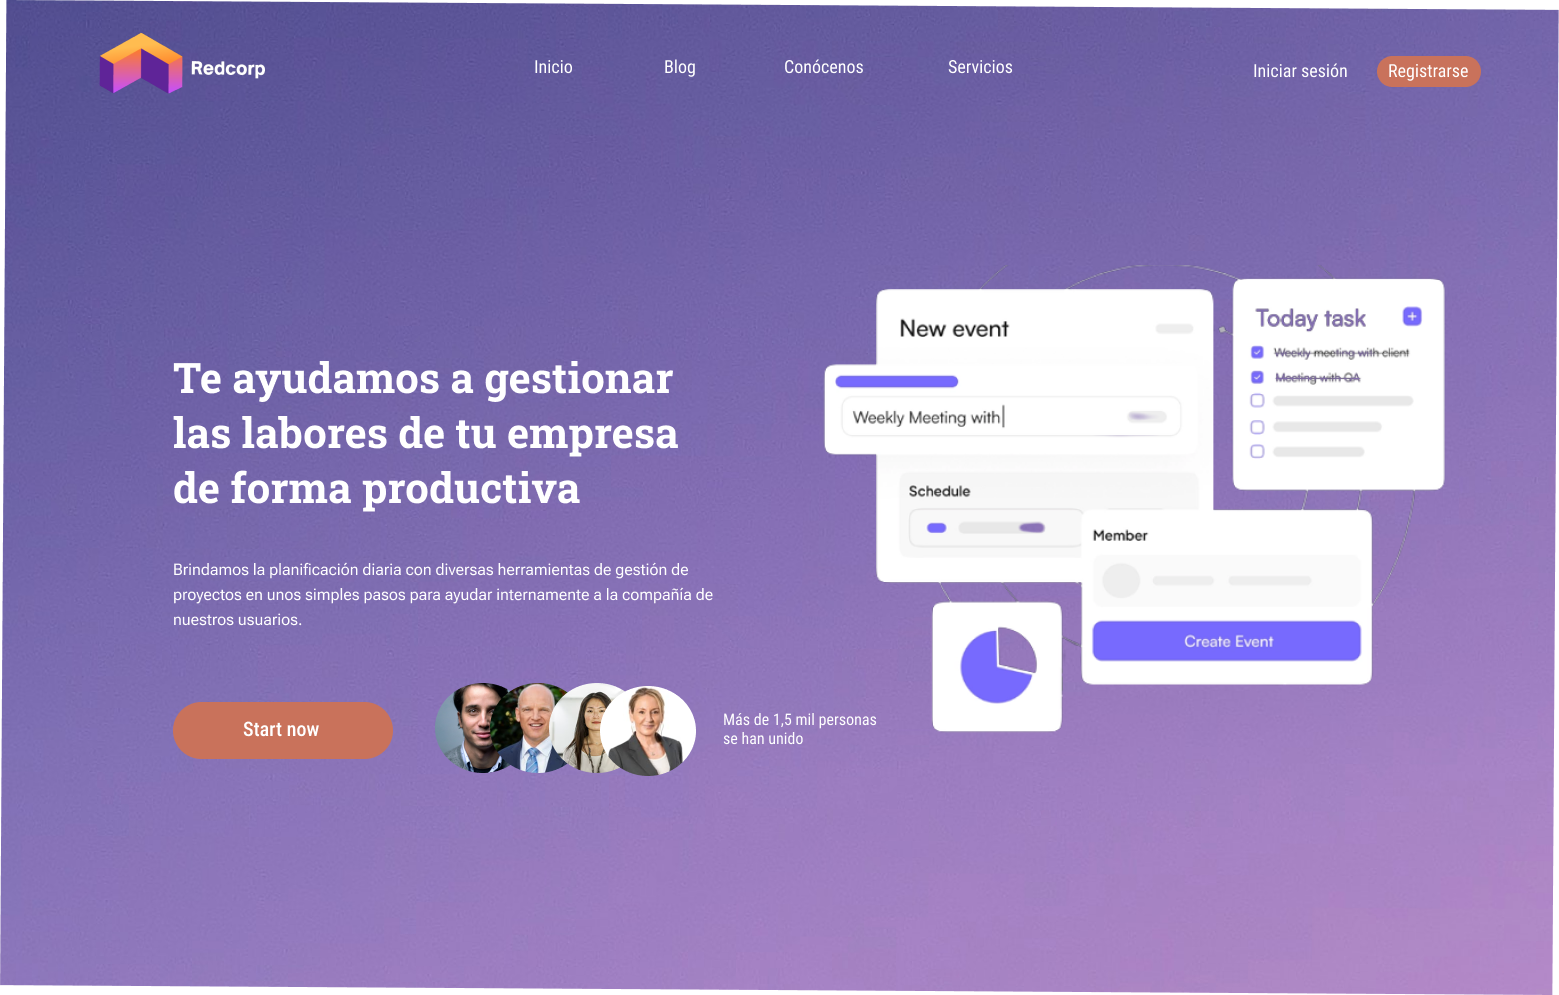 Redcorp
Inicio
Blog
Conócenos
Servicios
Iniciar sesión
Registrarse
Te ayudamos a gestionar
las labores de tu empresa
de forma productiva
Brindamos la planificación diaria con diversas herramientas de gestión de
proyectos en unos simples pasos para ayudar internamente a la compañía de
nuestros usuarios.
Start now
Más de 1,5 mil personas
se han unido
New event
Weekly Meeting with
Schedule
Today task
Weekly meeting with client
Meeting with QA
Member
Create Event